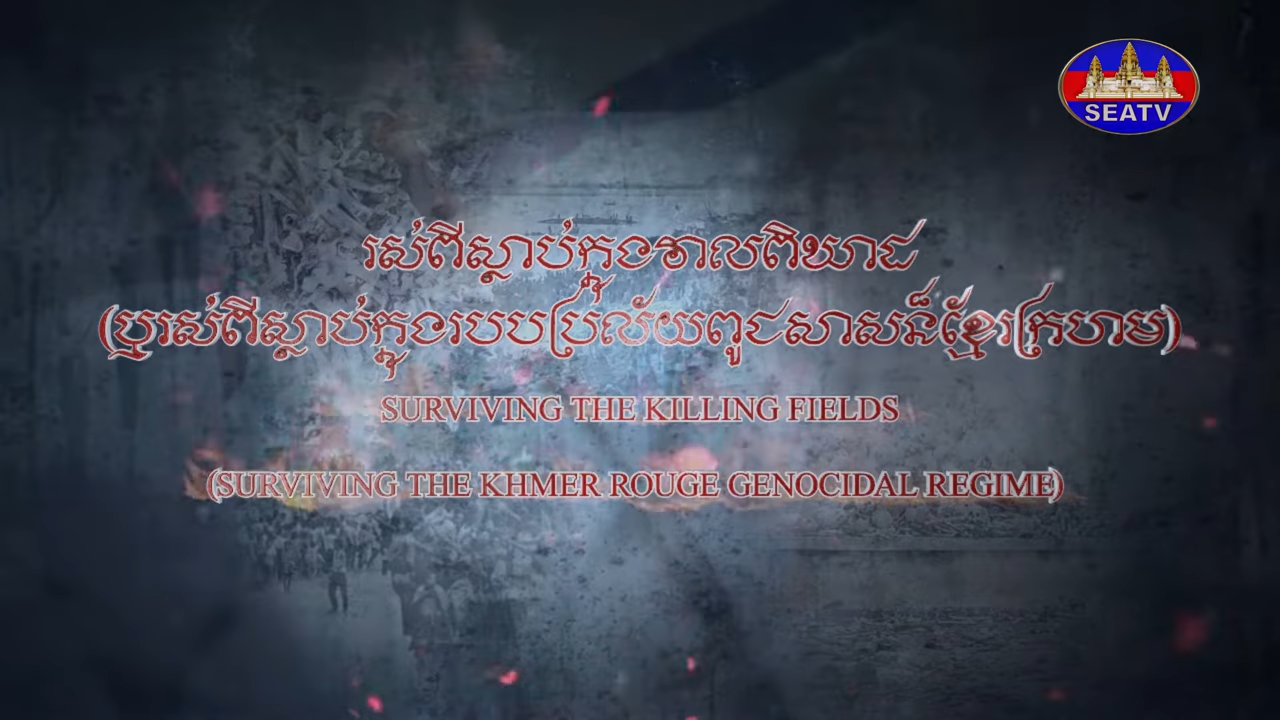 SEATV
រស់ពីស្លាប់ក្នុងវាលពិឃាដ
(ឬរស់ពីស្លាប់ក្នុងរបបប្រល័យពូជសាសន៍ខ្មែរក្រហម)
SURVIVING THE KILLING FIELDS
(SURVIVING THE KHMER ROUGE GENOCIDAL REGIME)